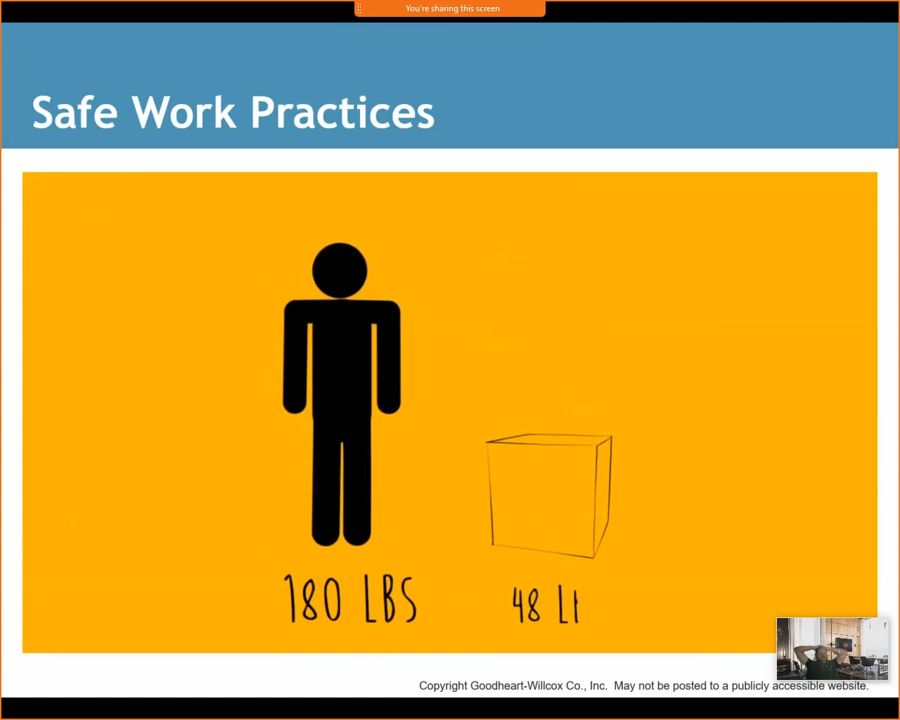 You're sharing this screen
Safe Work Practices
180 LBS
48 L
Copyright Goodheart-Willcox Co., Inc. May not be posted to a publicly accessible website.